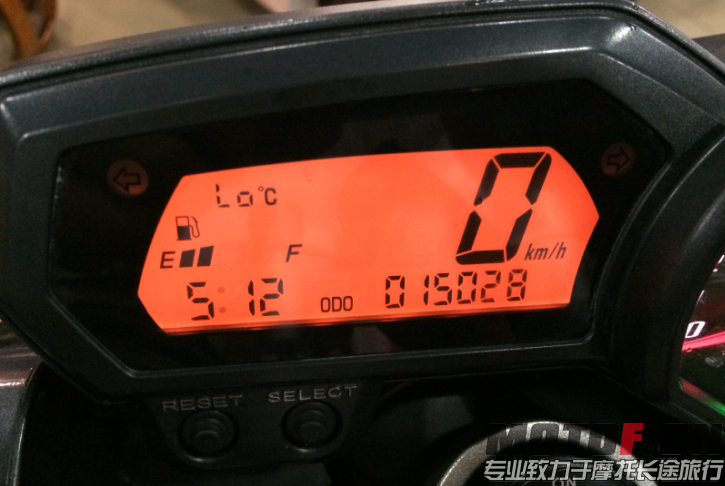 Lo°C
0 km/h
E F
5:12 ODO 015028
RESET SELECT
专业致力于摩托长途旅行
ON